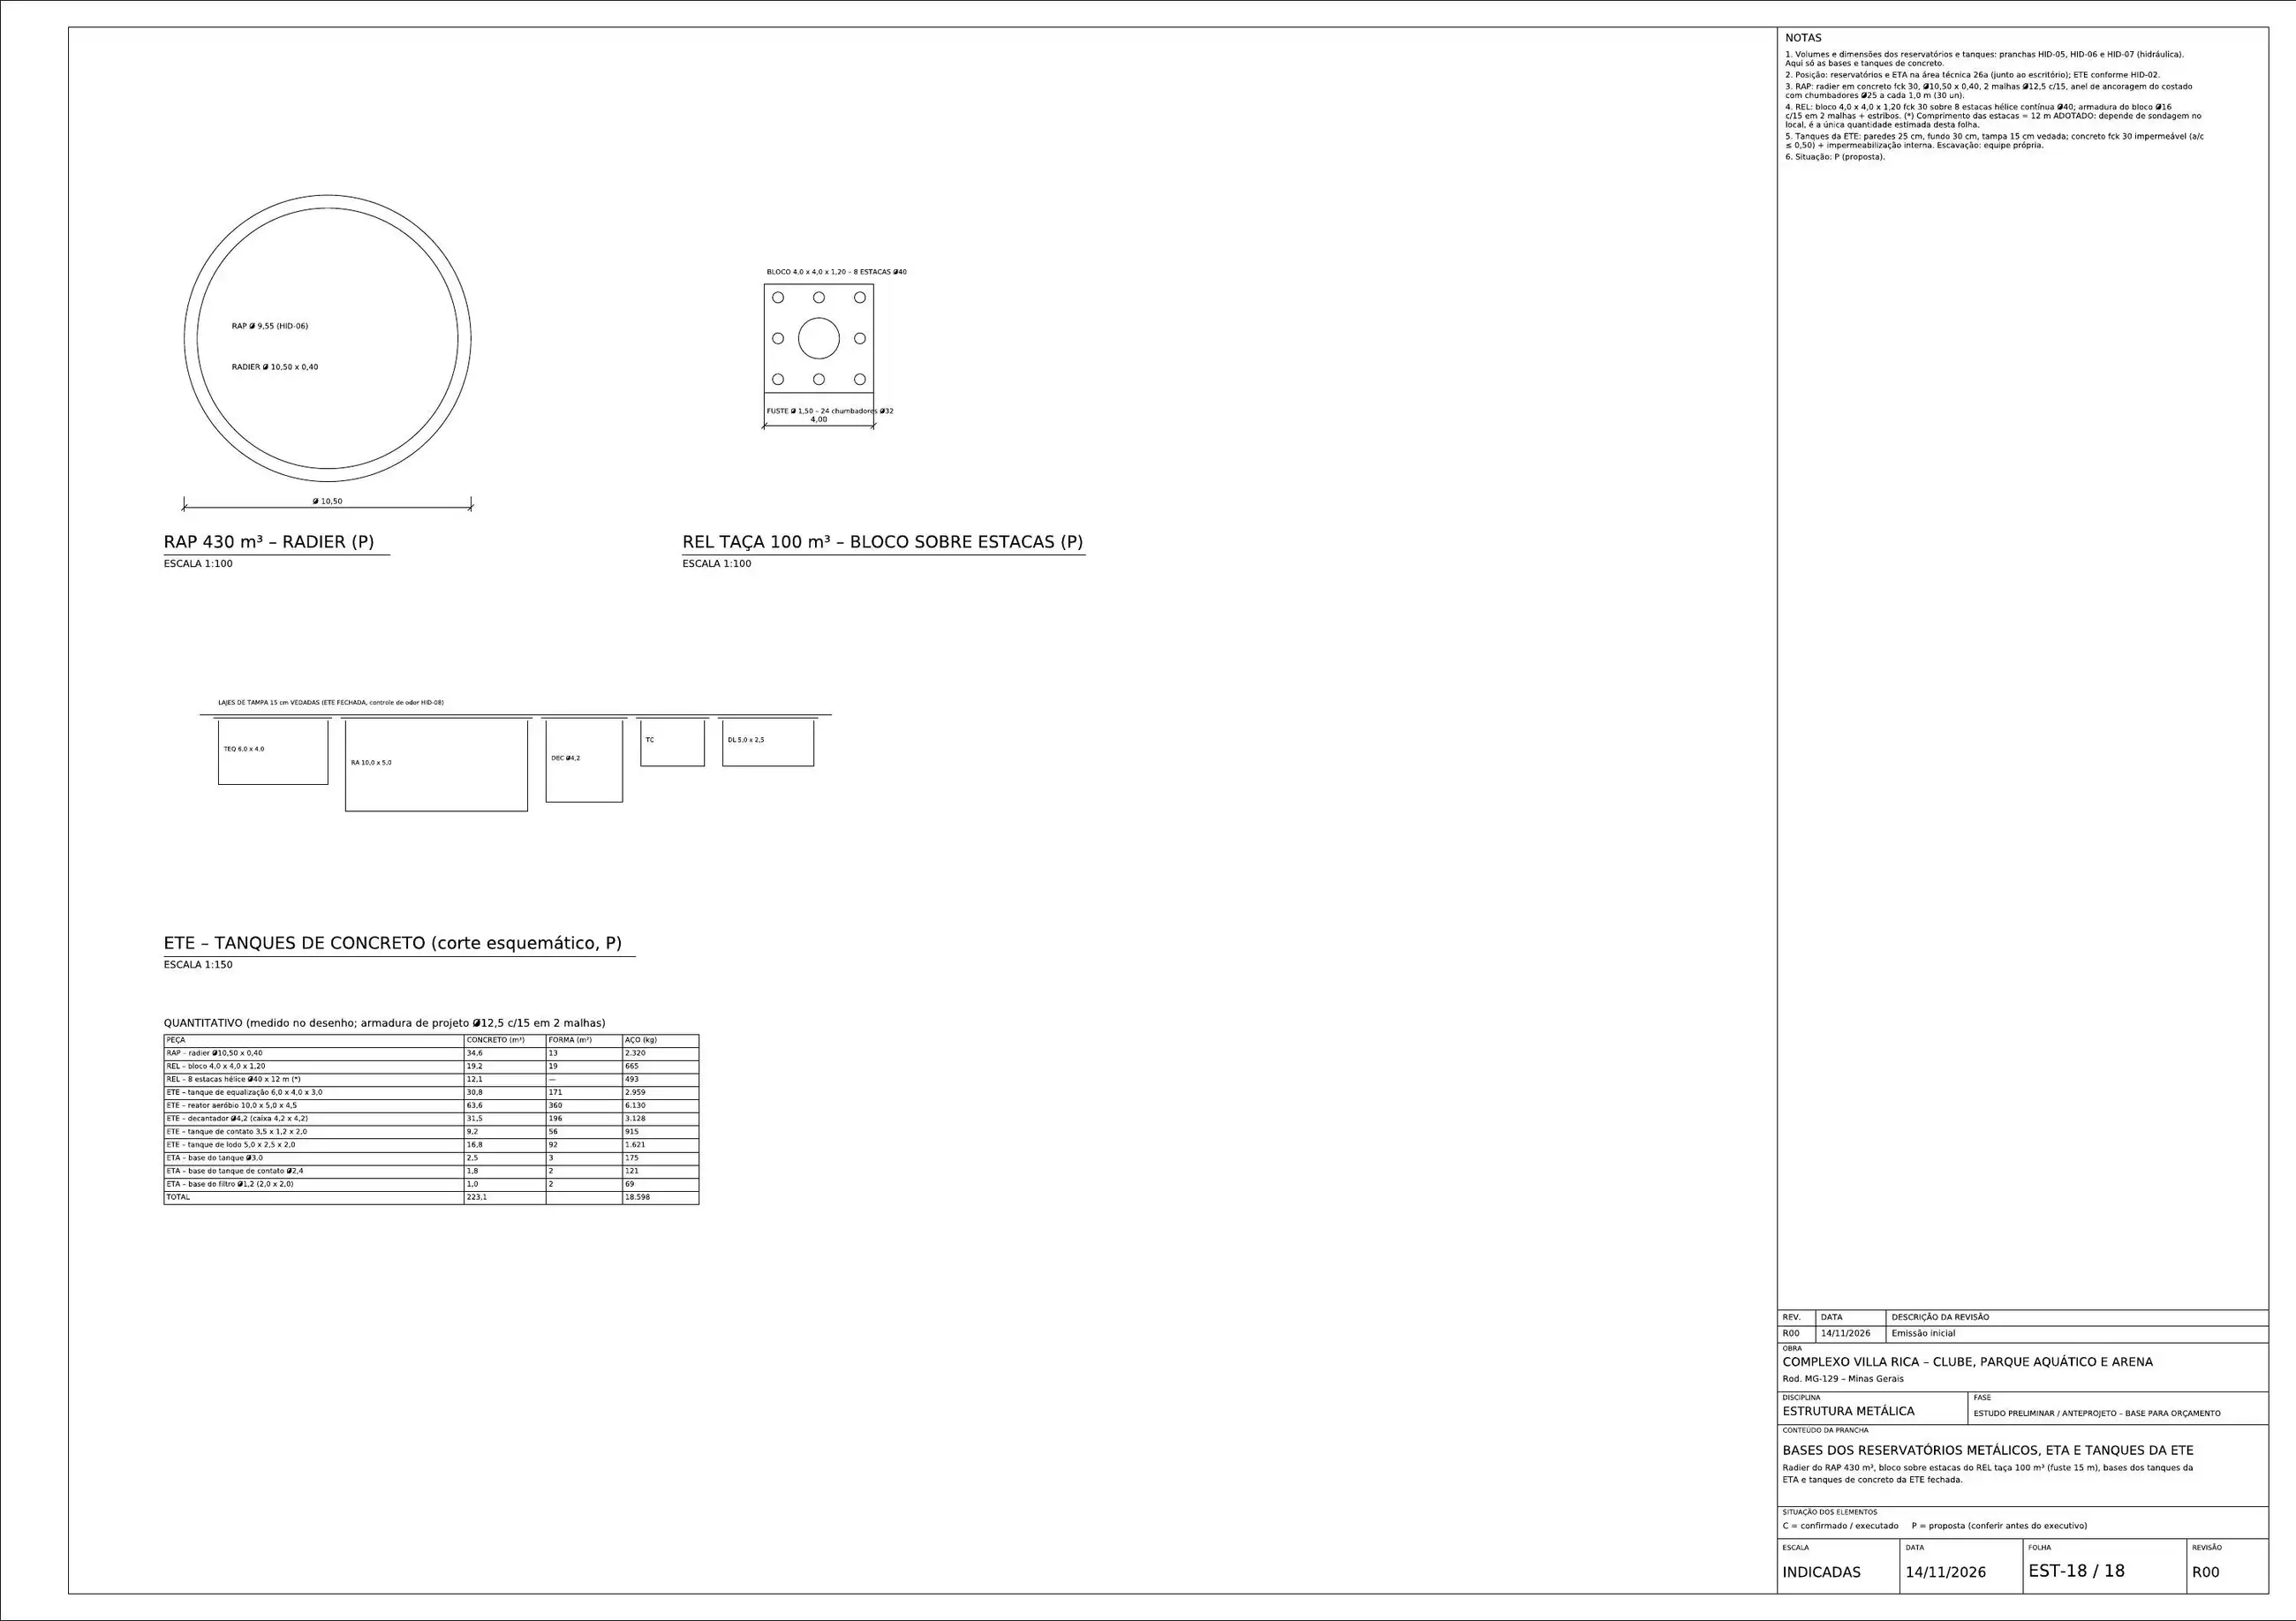 NOTAS
1. Volumes e dimensões dos reservatórios e tanques: pranchas HID-05, HID-06 e HID-07 (hidráulica).
Aqui só as bases e tanques de concreto.
2. Posição: reservatórios e ETA na área técnica 26a (junto ao escritório); ETE conforme HID-02.
3. RAP: radier em concreto fck 30, Ø10,50 x 0,40, 2 malhas Ø12,5 c/15, anel de ancoragem do costado
com chumbadores Ø25 a cada 1,0 m (30 un).
4. REL: bloco 4,0 x 4,0 x 1,20 fck 30 sobre 8 estacas hélice contínua Ø40; armadura do bloco Ø16
c/15 em 2 malhas + estribos. (*) Comprimento das estacas = 12 m ADOTADO: depende de sondagem no
local, é a única quantidade estimada desta folha.
5. Tanques da ETE: paredes 25 cm, fundo 30 cm, tampa 15 cm vedada; concreto fck 30 impermeável (a/c
≤ 0,50) + impermeabilização interna. Escavação: equipe própria.
6. Situação: P (proposta).
RAP Ø 9,55 (HID-06)
RADIER Ø 10,50 x 0,40
Ø 10,50
RAP 430 m³ – RADIER (P)
ESCALA 1:100
BLOCO 4,0 x 4,0 x 1,20 – 8 ESTACAS Ø40
FUSTE Ø 1,50 – 24 chumbadores Ø32
4,00
REL TAÇA 100 m³ – BLOCO SOBRE ESTACAS (P)
ESCALA 1:100
LAJES DE TAMPA 15 cm VEDADAS (ETE FECHADA, controle de odor HID-08)
TEQ 6,0 x 4,0
RA 10,0 x 5,0
DEC Ø4,2
TC
DL 5,0 x 2,5
ETE – TANQUES DE CONCRETO (corte esquemático, P)
ESCALA 1:150
QUANTITATIVO (medido no desenho; armadura de projeto Ø12,5 c/15 em 2 malhas)
PEÇA CONCRETO (m³) FORMA (m²) AÇO (kg)
RAP – radier Ø10,50 x 0,40 34,6 13 2.320
REL – bloco 4,0 x 4,0 x 1,20 19,2 19 665
REL – 8 estacas hélice Ø40 x 12 m (*) 12,1 — 493
ETE – tanque de equalização 6,0 x 4,0 x 3,0 30,8 171 2.959
ETE – reator aeróbio 10,0 x 5,0 x 4,5 63,6 360 6.130
ETE – decantador Ø4,2 (caixa 4,2 x 4,2) 31,5 196 3.128
ETE – tanque de contato 3,5 x 1,2 x 2,0 9,2 56 915
ETE – tanque de lodo 5,0 x 2,5 x 2,0 16,8 92 1.621
ETA – base do tanque Ø3,0 2,5 3 175
ETA – base do tanque de contato Ø2,4 1,8 2 121
ETA – base do filtro Ø1,2 (2,0 x 2,0) 1,0 2 69
TOTAL 223,1 18.598
REV. DATA DESCRIÇÃO DA REVISÃO
R00 14/11/2026 Emissão inicial
OBRA
COMPLEXO VILLA RICA – CLUBE, PARQUE AQUÁTICO E ARENA
Rod. MG-129 – Minas Gerais
DISCIPLINA FASE
ESTRUTURA METÁLICA ESTUDO PRELIMINAR / ANTEPROJETO – BASE PARA ORÇAMENTO
CONTEÚDO DA PRANCHA
BASES DOS RESERVATÓRIOS METÁLICOS, ETA E TANQUES DA ETE
Radier do RAP 430 m³, bloco sobre estacas do REL taça 100 m³ (fuste 15 m), bases dos tanques da
ETA e tanques de concreto da ETE fechada.
SITUAÇÃO DOS ELEMENTOS
C = confirmado / executado P = proposta (conferir antes do executivo)
ESCALA DATA FOLHA REVISÃO
INDICADAS 14/11/2026 EST-18 / 18 R00